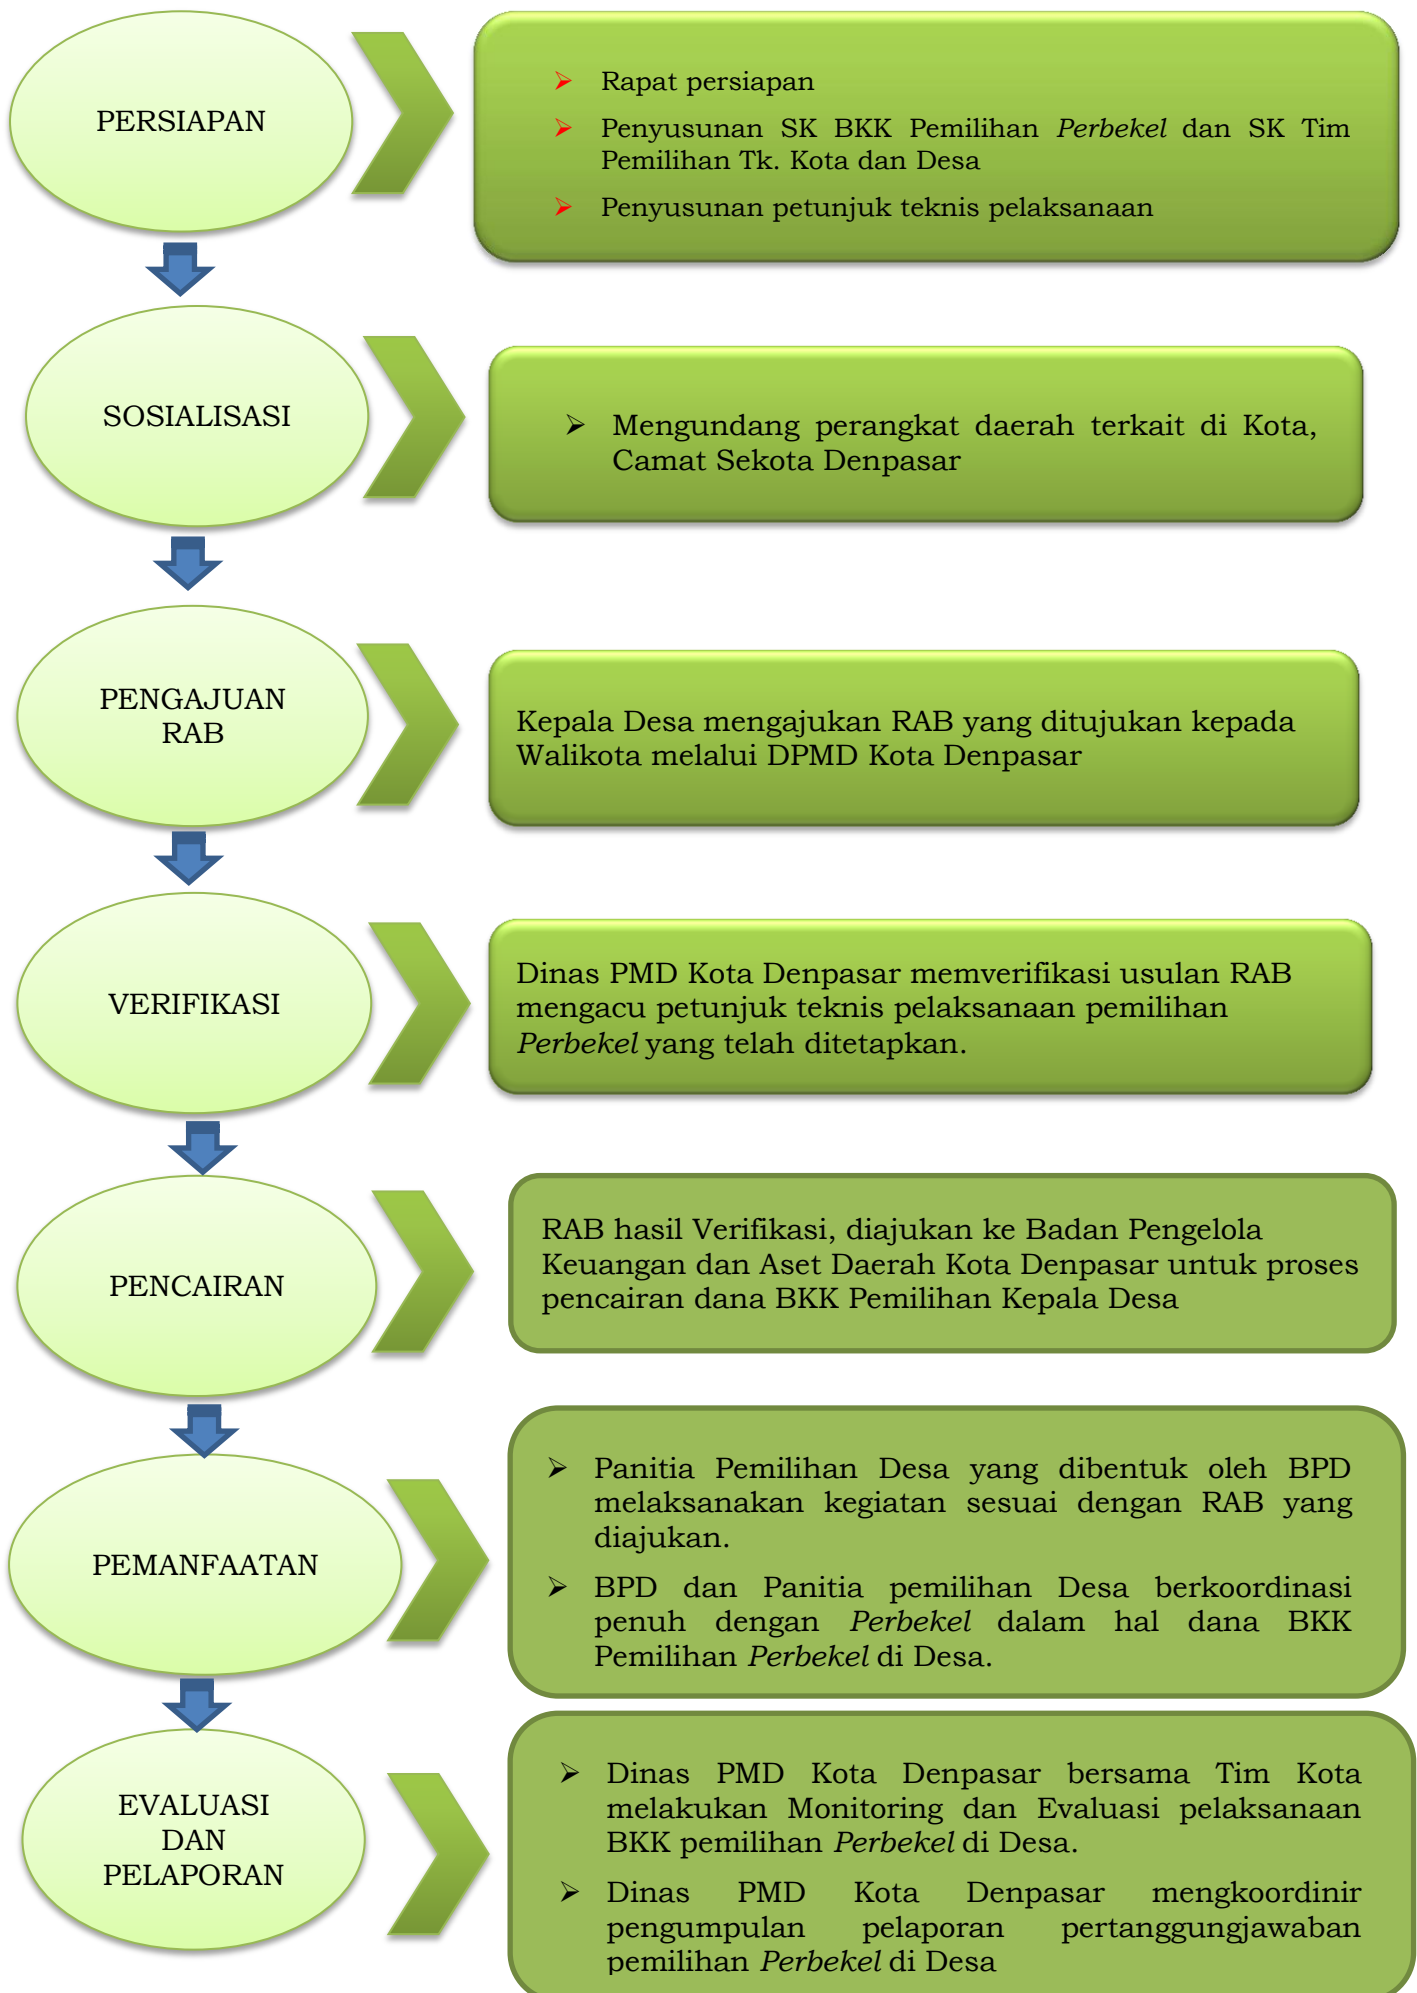 PERSIAPAN
➢ Rapat persiapan
➢ Penyusunan SK BKK Pemilihan Perbekel dan SK Tim
Pemilihan Tk. Kota dan Desa
➢ Penyusunan petunjuk teknis pelaksanaan
SOSIALISASI
➢ Mengundang perangkat daerah terkait di Kota,
Camat Sekota Denpasar
PENGAJUAN
RAB
Kepala Desa mengajukan RAB yang ditujukan kepada
Walikota melalui DPMD Kota Denpasar
VERIFIKASI
Dinas PMD Kota Denpasar memverifikasi usulan RAB
mengacu petunjuk teknis pelaksanaan pemilihan
Perbekel yang telah ditetapkan.
PENCAIRAN
RAB hasil Verifikasi, diajukan ke Badan Pengelola
Keuangan dan Aset Daerah Kota Denpasar untuk proses
pencairan dana BKK Pemilihan Kepala Desa
PEMANFAATAN
➢ Panitia Pemilihan Desa yang dibentuk oleh BPD
melaksanakan kegiatan sesuai dengan RAB yang
diajukan.
➢ BPD dan Panitia pemilihan Desa berkoordinasi
penuh dengan Perbekel dalam hal dana BKK
Pemilihan Perbekel di Desa.
EVALUASI
DAN
PELAPORAN
➢ Dinas PMD Kota Denpasar bersama Tim Kota
melakukan Monitoring dan Evaluasi pelaksanaan
BKK pemilihan Perbekel di Desa.
➢ Dinas PMD Kota Denpasar mengkoordinir
pengumpulan pelaporan pertanggungjawaban
pemilihan Perbekel di Desa